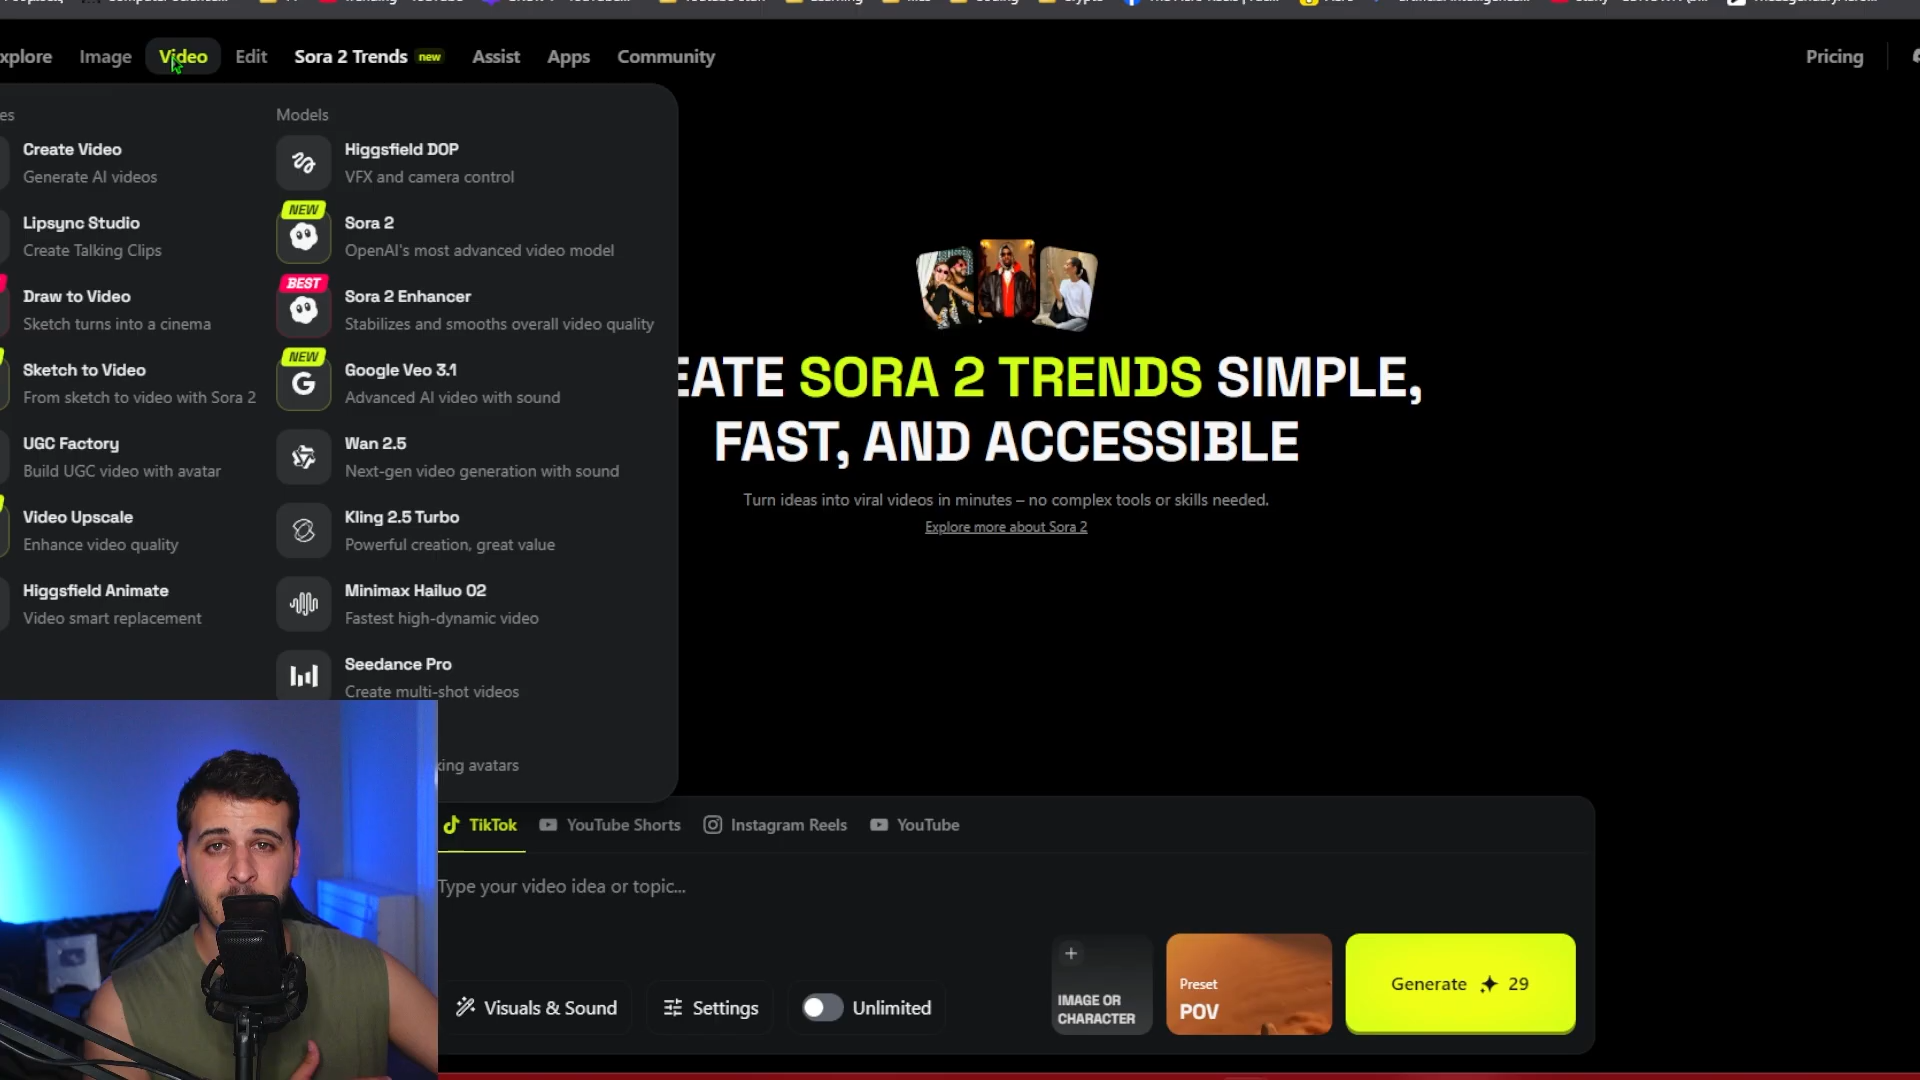 xplore
Image
Video
Edit
Sora 2 Trends new
Assist
Apps
Community
Pricing
es
Create Video
Generate AI videos
Lipsync Studio
Create Talking Clips
Draw to Video
Sketch turns into a cinema
Sketch to Video
From sketch to video with Sora 2
UGC Factory
Build UGC video with avatar
Video Upscale
Enhance video quality
Higgsfield Animate
Video smart replacement
Models
Higgsfield DOP
VFX and camera control
NEW
Sora 2
OpenAI's most advanced video model
BEST
Sora 2 Enhancer
Stabilizes and smooths overall video quality
NEW
Google Veo 3.1
Advanced AI video with sound
Wan 2.5
Next-gen video generation with sound
Kling 2.5 Turbo
Powerful creation, great value
Minimax Hailuo 02
Fastest high-dynamic video
Seedance Pro
Create multi-shot videos
king avatars
EATE SORA 2 TRENDS SIMPLE,
FAST, AND ACCESSIBLE
Turn ideas into viral videos in minutes – no complex tools or skills needed.
Explore more about Sora 2
TikTok
YouTube Shorts
Instagram Reels
YouTube
Type your video idea or topic...
Visuals & Sound
Settings
Unlimited
IMAGE OR
CHARACTER
Preset
POV
Generate 29